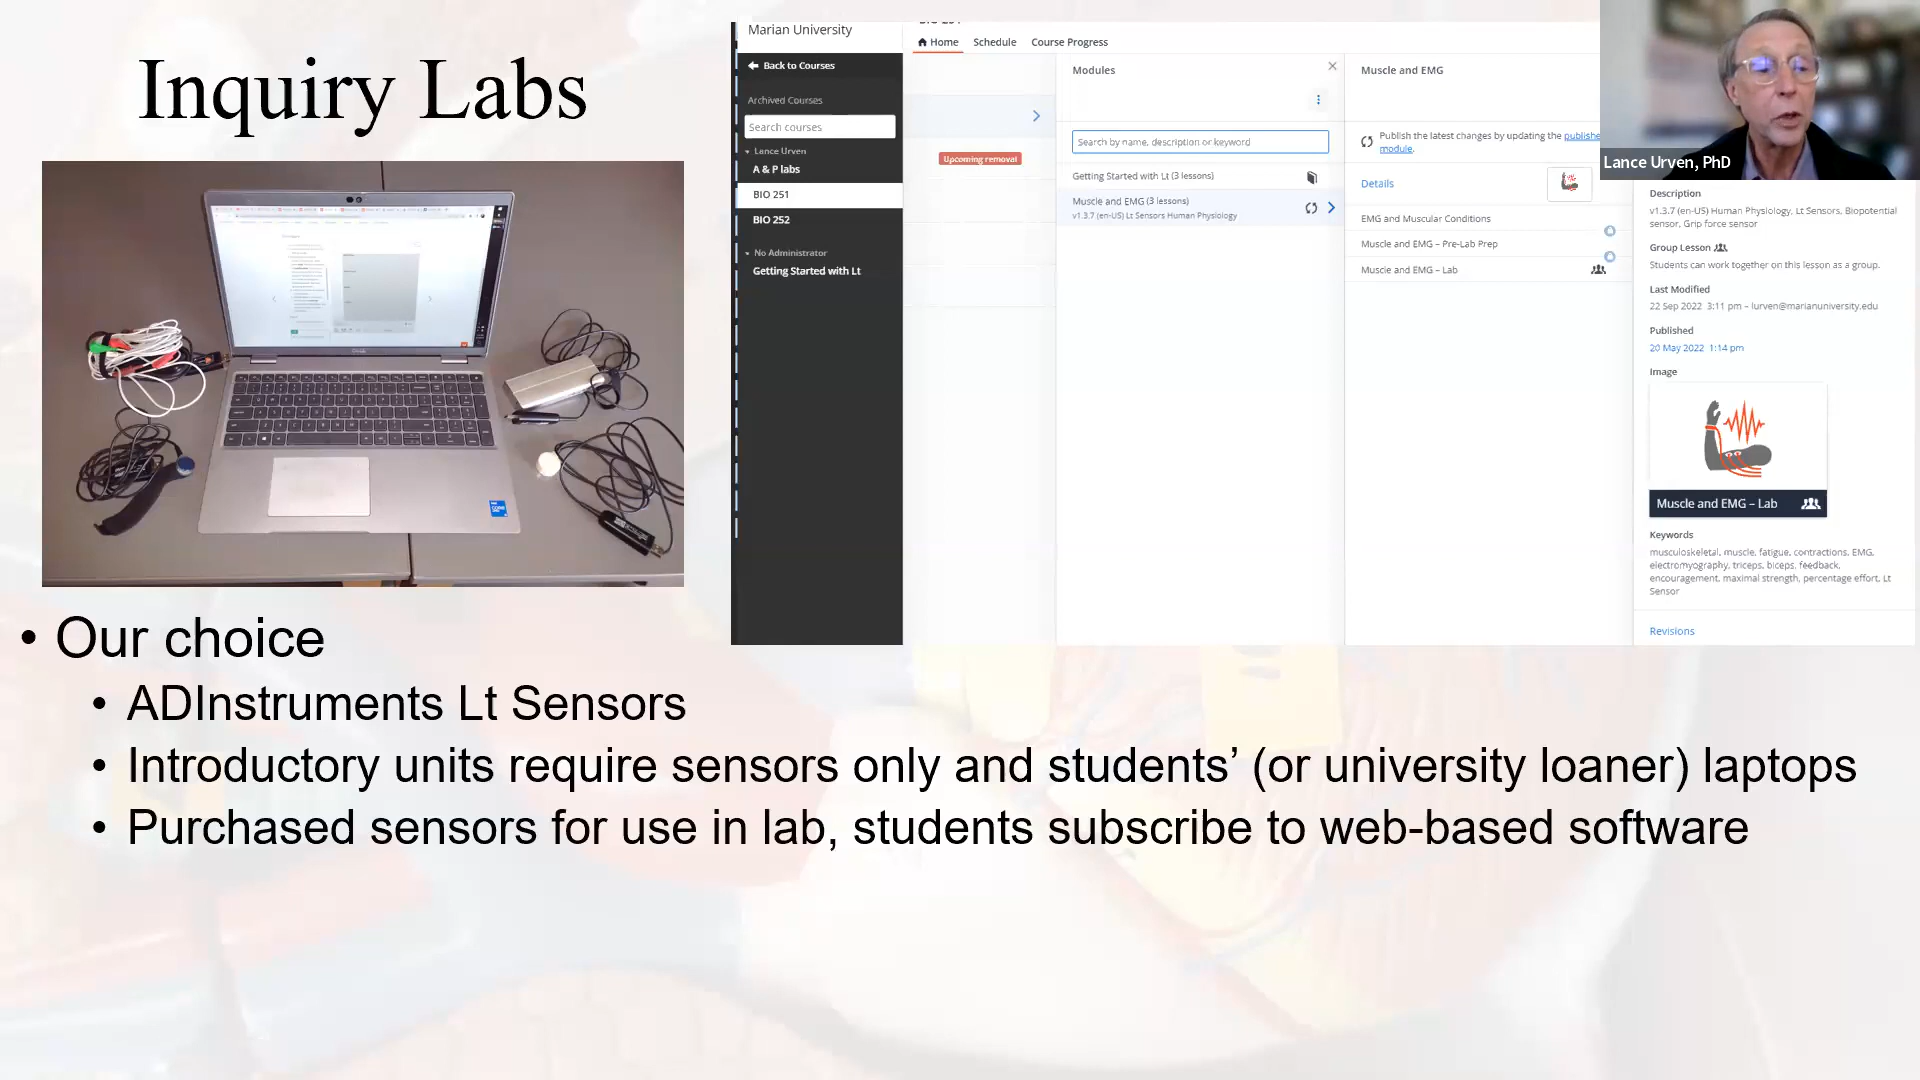 Inquiry Labs
Marian University
Back to Courses
Archived Courses
Search courses
Lance Urven
A & P labs
BIO 251
BIO 252
No Administrator
Getting Started with Lt
Home Schedule Course Progress
Upcoming removal
Modules
Search by name, description or keyword
Getting Started with Lt (3 lessons)
Muscle and EMG (3 lessons)
v1.3.7 (en-US) Lt Sensors Human Physiology
Muscle and EMG
Publish the latest changes by updating the
module.
Details
EMG and Muscular Conditions
Muscle and EMG – Pre-Lab Prep
Muscle and EMG – Lab
Lance Urven, PhD
Description
v1.3.7 (en-US) Human Physiology, Lt Sensors, Biopotential
sensor, Grip force sensor
Group Lesson
Students can work together on this lesson as a group.
Last Modified
22 Sep 2022 3:11 pm – lurven@marianuniversity.edu
Published
20 May 2022 1:14 pm
Image
Muscle and EMG – Lab
Keywords
musculoskeletal, muscle, fatigue, contractions, EMG,
electromyography, triceps, biceps, feedback,
encouragement, maximal strength, percentage effort, Lt
Sensor
Revisions
• Our choice
• ADInstruments Lt Sensors
• Introductory units require sensors only and students’ (or university loaner) laptops
• Purchased sensors for use in lab, students subscribe to web-based software